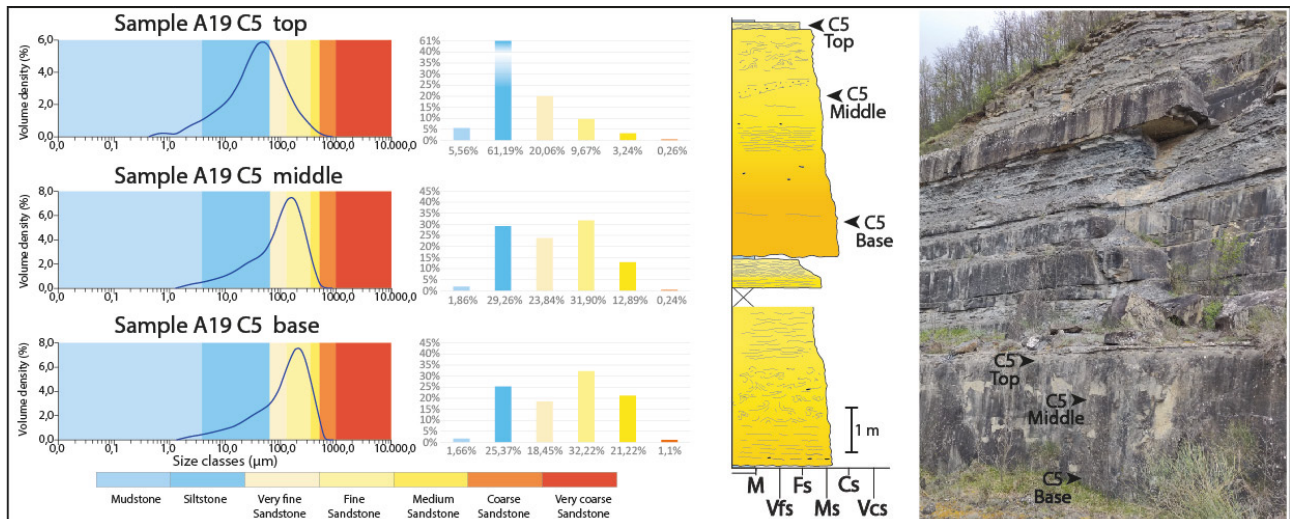 Sample A19 C5 top
Volume density (%)
6,0
4,0
2,0
0,0
0,0 0,1 1,0 10,0 100,0 1000,0 10.000,0
61%
40%
35%
30%
25%
20%
15%
10%
5%
0%
5,56% 61,19% 20,06% 9,67% 3,24% 0,26%
Sample A19 C5 middle
Volume density (%)
8,0
6,0
4,0
2,0
0,0
0,0 0,1 1,0 10,0 100,0 1000,0 10.000,0
45%
40%
35%
30%
25%
20%
15%
10%
5%
0%
1,86% 29,26% 23,84% 31,90% 12,89% 0,24%
Sample A19 C5 base
Volume density (%)
8,0
6,0
4,0
2,0
0,0
0,0 0,1 1,0 10,0 100,0 1000,0 10.000,0
Size classes (μm)
45%
40%
35%
30%
25%
20%
15%
10%
5%
0%
1,66% 25,37% 18,45% 32,22% 21,22% 1,1%
Mudstone
Siltstone
Very fine
Sandstone
Fine
Sandstone
Medium
Sandstone
Coarse
Sandstone
Very coarse
Sandstone
C5
Top
C5
Middle
C5
Base
1 m
M Fs Cs
Vfs Ms Vcs
C5
Top
C5
Middle
C5
Base